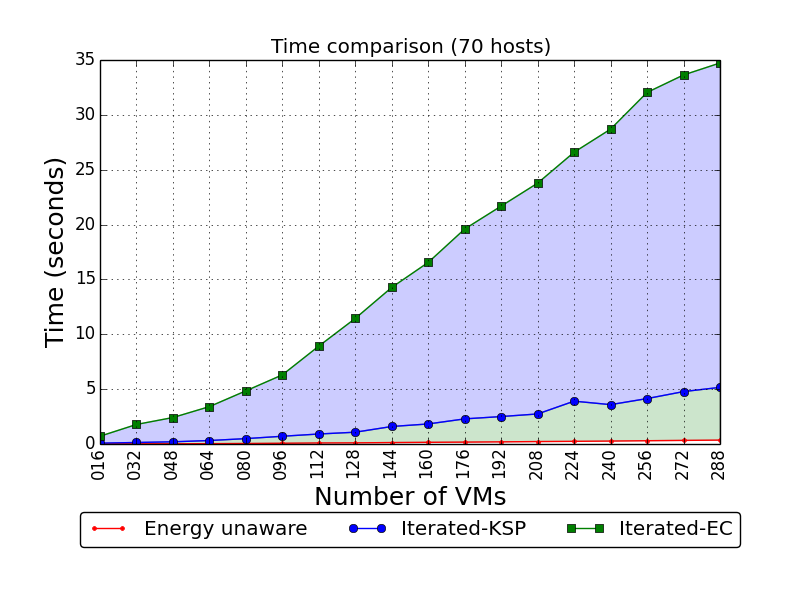 Time comparison (70 hosts)
35
30
25
20
15
10
5
0
Time (seconds)
016 032 048 064 080 096 112 128 144 160 176 192 208 224 240 256 272 288
Number of VMs
Energy unaware Iterated-KSP Iterated-EC